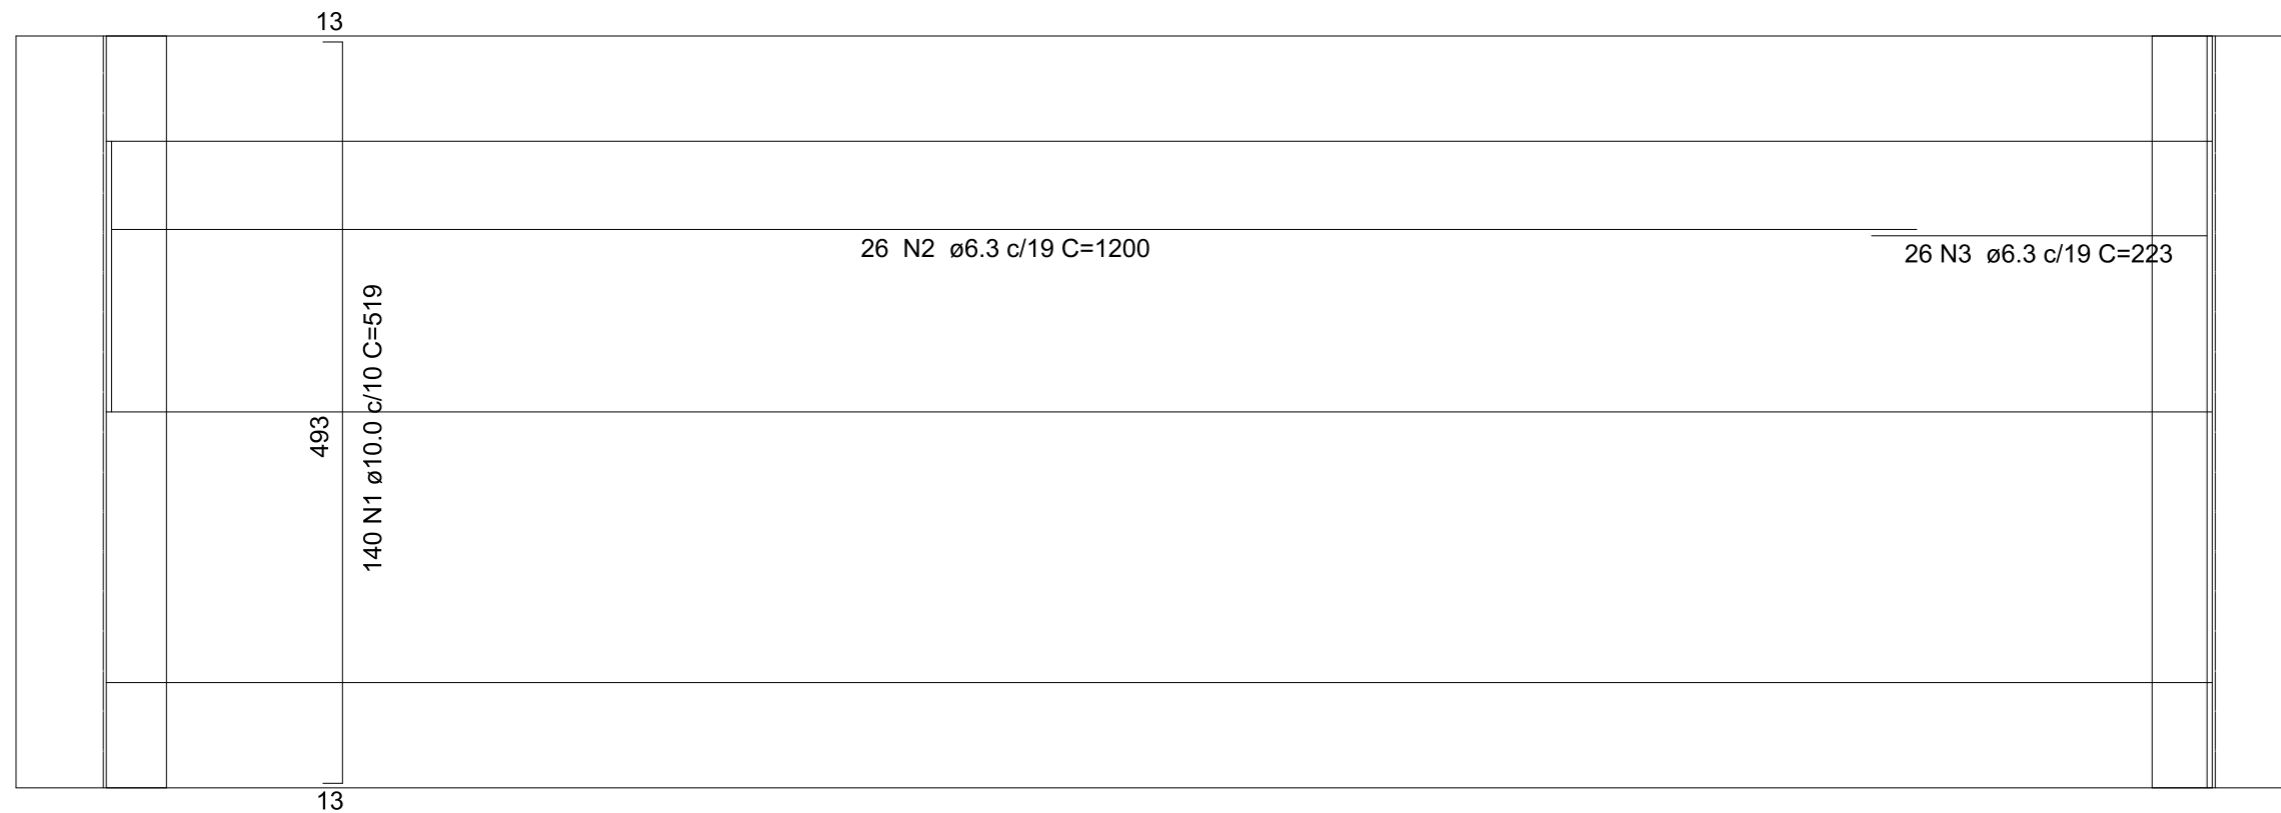 13
26 N2 ø6.3 c/19 C=1200
26 N3 ø6.3 c/19 C=223
493
140 N1 ø10.0 c/10 C=519
13